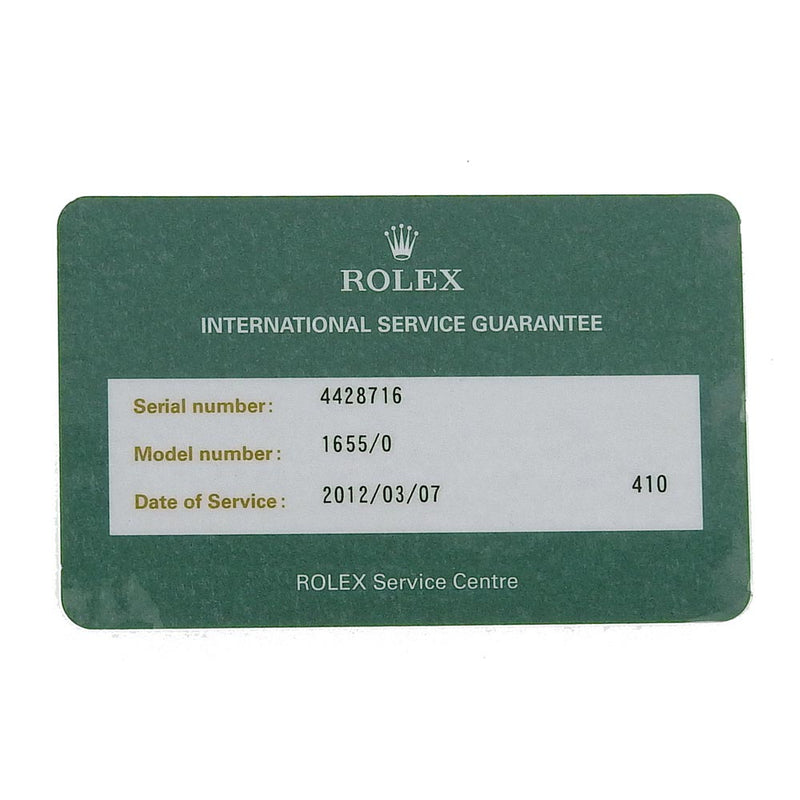 ROLEX
INTERNATIONAL SERVICE GUARANTEE
Serial number: 4428716
Model number: 1655/0
Date of Service: 2012/03/07 410
ROLEX Service Centre